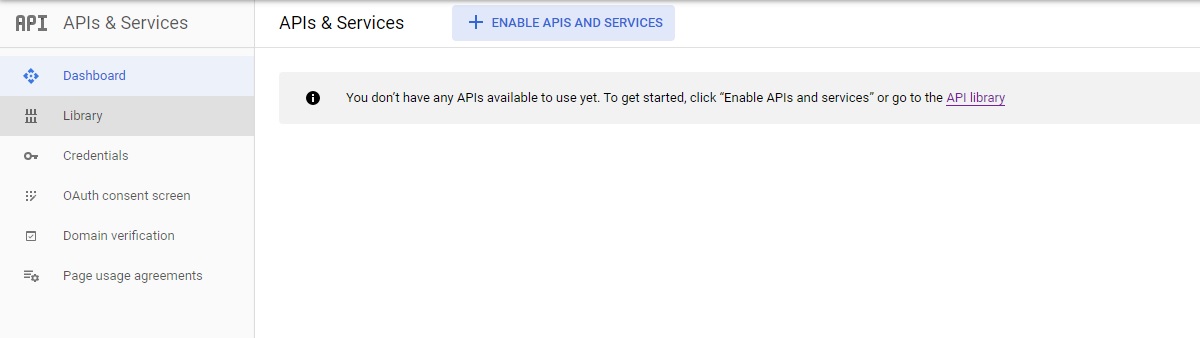 API APIs & Services
APIs & Services
ENABLE APIS AND SERVICES
Dashboard
Library
Credentials
OAuth consent screen
Domain verification
Page usage agreements
You don’t have any APIs available to use yet. To get started, click “Enable APIs and services” or go to the API library